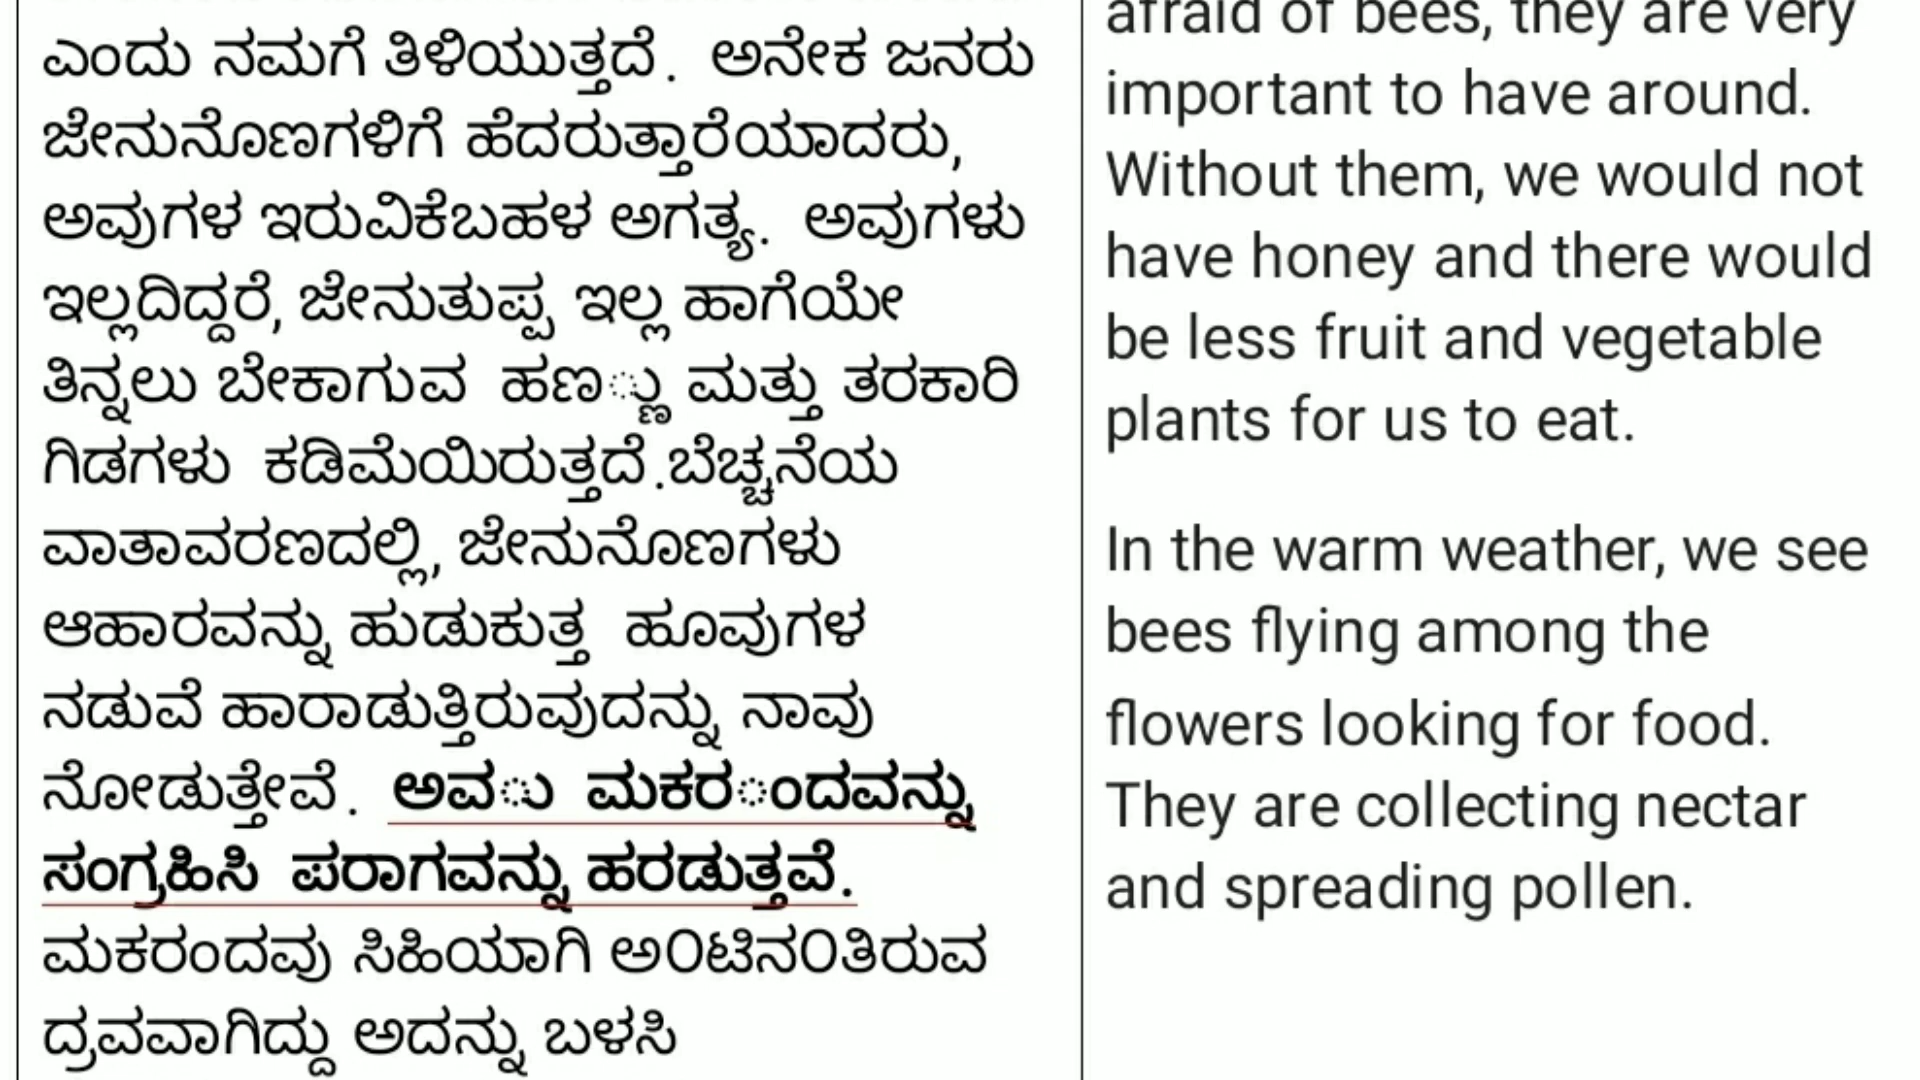 ಎಂದು ನಮಗೆ ತಿಳಿಯುತ್ತದೆ. ಅನೇಕ ಜನರು
ಜೇನುನೊಣಗಳಿಗೆ ಹೆದರುತ್ತಾರೆಯಾದರು,
ಅವುಗಳ ಇರುವಿಕೆಬಹಳ ಅಗತ್ಯ. ಅವುಗಳು
ಇಲ್ಲದಿದ್ದರೆ, ಜೇನುತುಪ್ಪ ಇಲ್ಲ ಹಾಗೆಯೇ
ತಿನ್ನಲು ಬೇಕಾಗುವ ಹಣ್ಣು ಮತ್ತು ತರಕಾರಿ
ಗಿಡಗಳು ಕಡಿಮೆಯಿರುತ್ತದೆ.ಬೆಚ್ಚನೆಯ
ವಾತಾವರಣದಲ್ಲಿ, ಜೇನುನೊಣಗಳು
ಆಹಾರವನ್ನು ಹುಡುಕುತ್ತ ಹೂವುಗಳ
ನಡುವೆ ಹಾರಾಡುತ್ತಿರುವುದನ್ನು ನಾವು
ನೋಡುತ್ತೇವೆ. ಅವು ಮಕರಂದವನ್ನು
ಸಂಗ್ರಹಿಸಿ ಪರಾಗವನ್ನು ಹರಡುತ್ತವೆ.
ಮಕರಂದವು ಸಿಹಿಯಾಗಿ ಅ೦ಟಿನ೦ತಿರುವ
ದ್ರವವಾಗಿದ್ದು ಅದನ್ನು ಬಳಸಿ
afraid of bees, they are very
important to have around.
Without them, we would not
have honey and there would
be less fruit and vegetable
plants for us to eat.
In the warm weather, we see
bees flying among the
flowers looking for food.
They are collecting nectar
and spreading pollen.